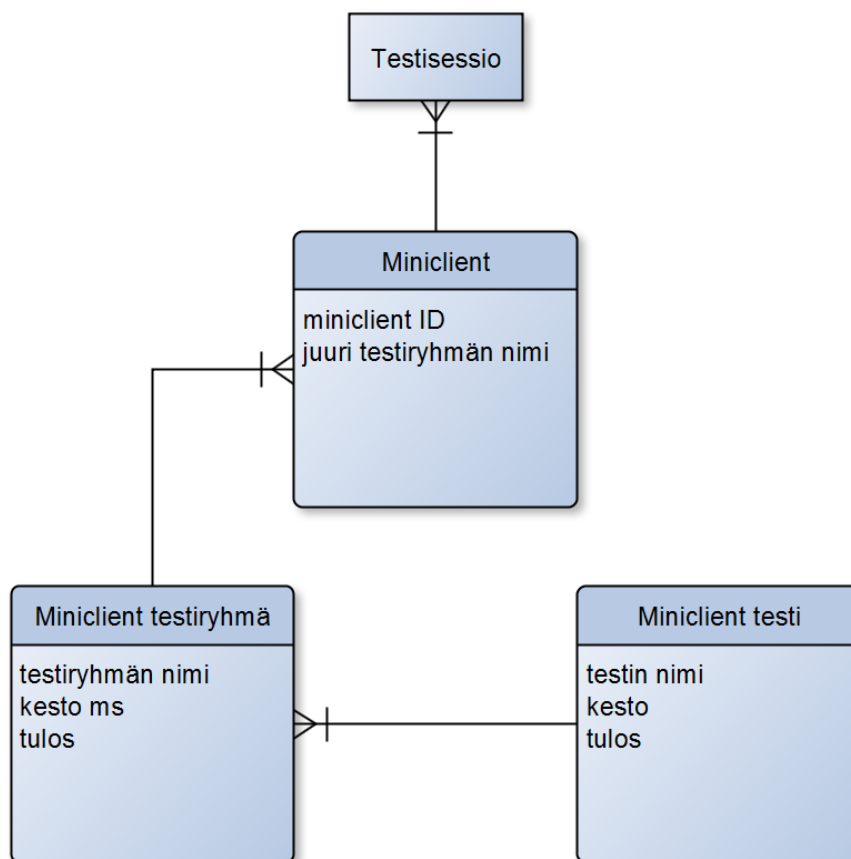 Testisessio
Miniclient
miniclient ID
juuri testiryhmän nimi
Miniclient testiryhmä
testiryhmän nimi
kesto ms
tulos
Miniclient testi
testin nimi
kesto
tulos